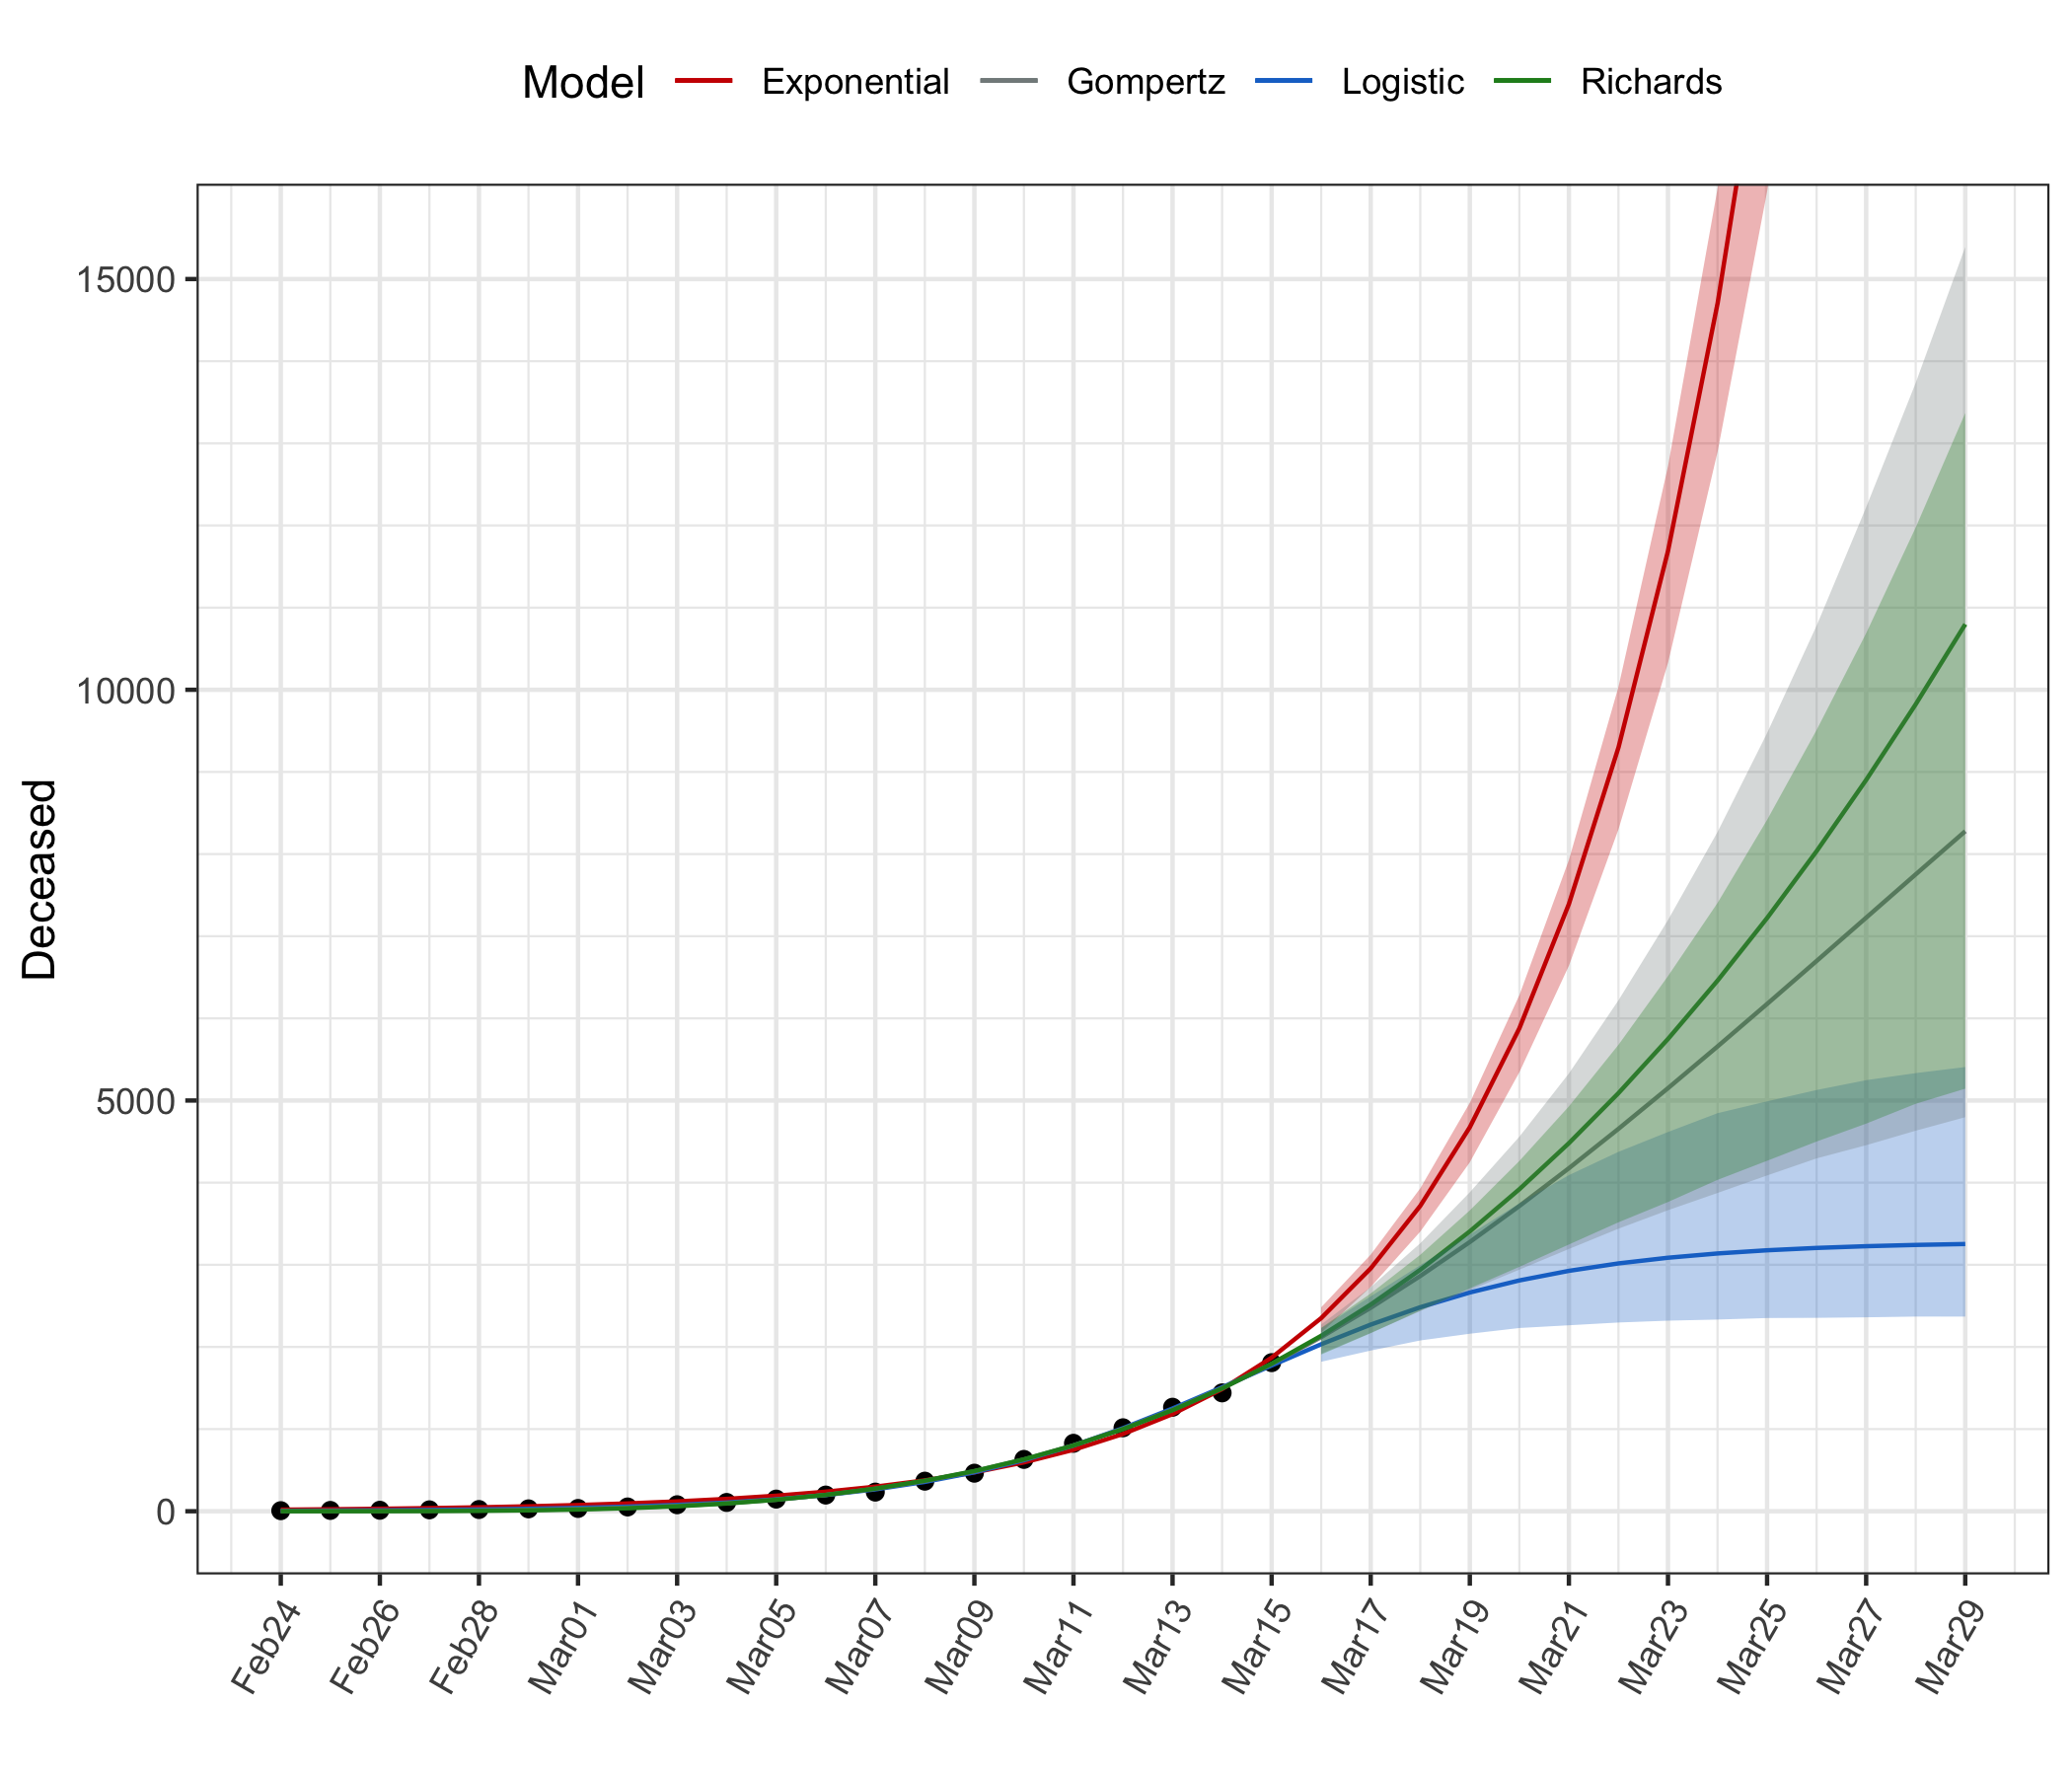 Model Exponential Gompertz Logistic Richards
15000
10000
5000
0
Deceased
Feb24 Feb26 Feb28 Mar01 Mar03 Mar05 Mar07 Mar09 Mar11 Mar13 Mar15 Mar17 Mar19 Mar21 Mar23 Mar25 Mar27 Mar29